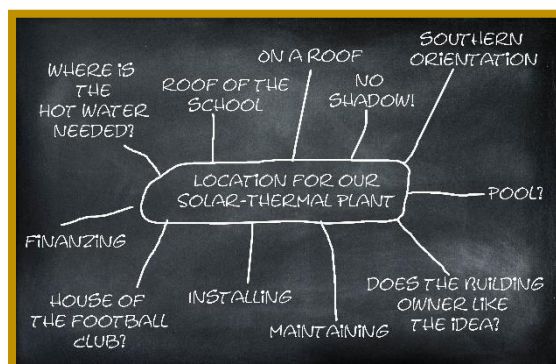 WHERE IS
THE
HOT WATER
NEEDED?
ROOF OF THE
SCHOOL
ON A ROOF
NO
SHADOW!
SOUTHERN
ORIENTATION
LOCATION FOR OUR
SOLAR-THERMAL PLANT
POOL?
FINANZING
HOUSE OF
THE FOOTBALL
CLUB?
INSTALLING
MAINTAINING
DOES THE BUILDING
OWNER LIKE
THE IDEA?